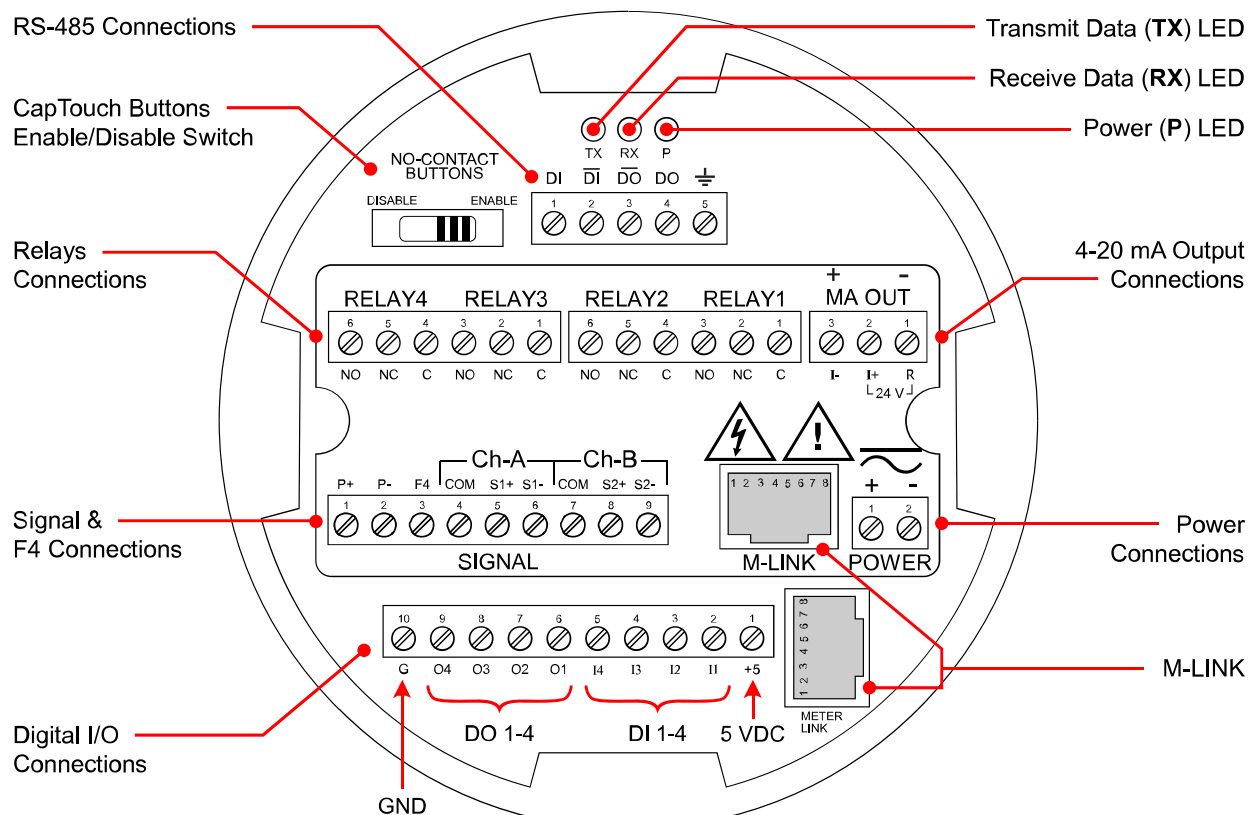 RS-485 Connections
Transmit Data (TX) LED
Receive Data (RX) LED
Power (P) LED
CapTouch Buttons
Enable/Disable Switch
TX RX P
NO-CONTACT
BUTTONS
DISABLE ENABLE
DI D̅I̅ D̅O̅ DO
1 2 3 4 5
Relays
Connections
4-20 mA Output
Connections
RELAY4 RELAY3 RELAY2 RELAY1
+ -
MA OUT
6 5 4 3 2 1 6 5 4 3 2 1 3 2 1
NO NC C NO NC C NO NC C NO NC C I- I+ R
24 V
Ch-A Ch-B
P+ P- F4 COM S1+ S1- COM S2+ S2-
1 2 3 4 5 6 7 8 9
SIGNAL
1 2 3 4 5 6 7 8
M-LINK
+ -
1 2
POWER
!
Signal &
F4 Connections
Power
Connections
10 9 8 7 6 5 4 3 2 1
G O4 O3 O2 O1 I4 I3 I2 I1 +5
DO 1-4 DI 1-4 5 VDC
GND
1 2 3 4 5 6 7 8
METER
LINK
M-LINK
Digital I/O
Connections